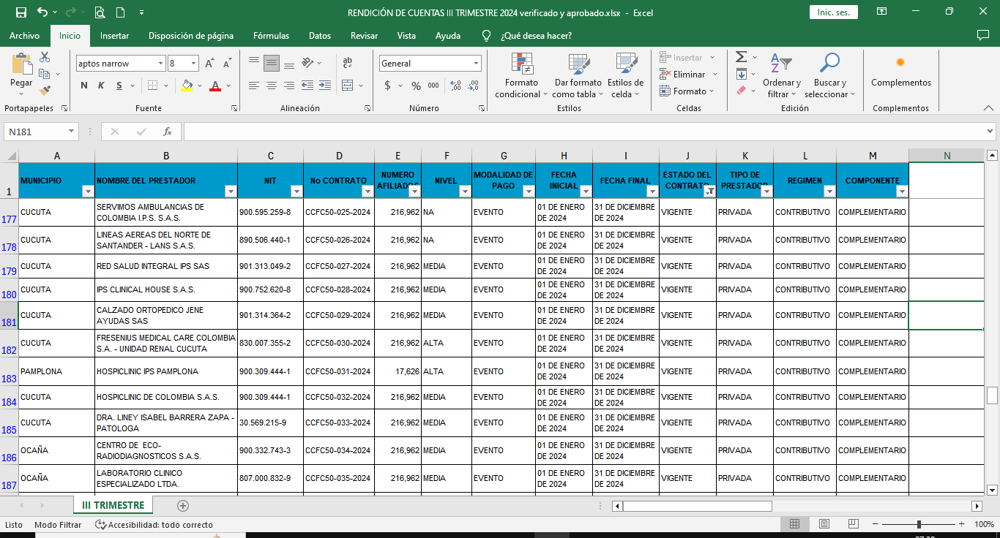 RENDICIÓN DE CUENTAS III TRIMESTRE 2024 verificado y aprobado.xlsx - Excel
Inic. ses.
Archivo Inicio Insertar Disposición de página Fórmulas Datos Revisar Vista Ayuda ¿Qué desea hacer?
Pegar
Portapapeles
aptos narrow 8
N K S
Fuente
ab
c
Alineación
General
$ % 000
Número
Formato condicional
Dar formato como tabla
Estilos de celda
Estilos
Insertar
Eliminar
Formato
Celdas
Ordenar y filtrar
Buscar y seleccionar
Edición
Complementos
Complementos
N181 fx
A B C D E F G H I J K L M N
1 MUNICIPIO NOMBRE DEL PRESTADOR NIT No CONTRATO NUMERO AFILIADOS NIVEL MODALIDAD DE PAGO FECHA INICIAL FECHA FINAL ESTADO DEL CONTRATO TIPO DE PRESTADOR REGIMEN COMPONENTE
177 CUCUTA SERVIMOS AMBULANCIAS DE COLOMBIA I.P.S. S.A.S. 900.595.259-8 CCFC50-025-2024 216,962 NA EVENTO 01 DE ENERO DE 2024 31 DE DICIEMBRE DE 2024 VIGENTE PRIVADA CONTRIBUTIVO COMPLEMENTARIO
178 CUCUTA LINEAS AEREAS DEL NORTE DE SANTANDER - LANS S.A.S. 890.506.440-1 CCFC50-026-2024 216,962 NA EVENTO 01 DE ENERO DE 2024 31 DE DICIEMBRE DE 2024 VIGENTE PRIVADA CONTRIBUTIVO COMPLEMENTARIO
179 CUCUTA RED SALUD INTEGRAL IPS SAS 901.313.049-2 CCFC50-027-2024 216,962 MEDIA EVENTO 01 DE ENERO DE 2024 31 DE DICIEMBRE DE 2024 VIGENTE PRIVADA CONTRIBUTIVO COMPLEMENTARIO
180 CUCUTA IPS CLINICAL HOUSE S.A.S. 900.752.620-8 CCFC50-028-2024 216,962 MEDIA EVENTO 01 DE ENERO DE 2024 31 DE DICIEMBRE DE 2024 VIGENTE PRIVADA CONTRIBUTIVO COMPLEMENTARIO
181 CUCUTA CALZADO ORTOPEDICO JENE AYUDAS SAS 901.314.364-2 CCFC50-029-2024 216,962 MEDIA EVENTO 01 DE ENERO DE 2024 31 DE DICIEMBRE DE 2024 VIGENTE PRIVADA CONTRIBUTIVO COMPLEMENTARIO
182 CUCUTA FRESENIUS MEDICAL CARE COLOMBIA S.A. - UNIDAD RENAL CUCUTA 830.007.355-2 CCFC50-030-2024 216,962 ALTA EVENTO 01 DE ENERO DE 2024 31 DE DICIEMBRE DE 2024 VIGENTE PRIVADA CONTRIBUTIVO COMPLEMENTARIO
183 PAMPLONA HOSPICLINIC IPS PAMPLONA 900.309.444-1 CCFC50-031-2024 17,626 ALTA EVENTO 01 DE ENERO DE 2024 31 DE DICIEMBRE DE 2024 VIGENTE PRIVADA CONTRIBUTIVO COMPLEMENTARIO
184 CUCUTA HOSPICLINIC DE COLOMBIA S.A.S. 900.309.444-1 CCFC50-032-2024 216,962 MEDIA EVENTO 01 DE ENERO DE 2024 31 DE DICIEMBRE DE 2024 VIGENTE PRIVADA CONTRIBUTIVO COMPLEMENTARIO
185 CUCUTA DRA. LINEY ISABEL BARRERA ZAPA - PATOLOGA 30.569.215-9 CCFC50-033-2024 216,962 MEDIA EVENTO 01 DE ENERO DE 2024 31 DE DICIEMBRE DE 2024 VIGENTE PRIVADA CONTRIBUTIVO COMPLEMENTARIO
186 OCAÑA CENTRO DE ECO-RADIODIAGNOSTICOS S.A.S. 900.332.743-3 CCFC50-034-2024 216,962 MEDIA EVENTO 01 DE ENERO DE 2024 31 DE DICIEMBRE DE 2024 VIGENTE PRIVADA CONTRIBUTIVO COMPLEMENTARIO
187 OCAÑA LABORATORIO CLINICO ESPECIALIZADO LTDA. 807.000.832-9 CCFC50-035-2024 216,962 MEDIA EVENTO 01 DE ENERO DE 2024 31 DE DICIEMBRE DE 2024 VIGENTE PRIVADA CONTRIBUTIVO COMPLEMENTARIO
III TRIMESTRE
Listo Modo Filtrar Accesibilidad: todo correcto 100%